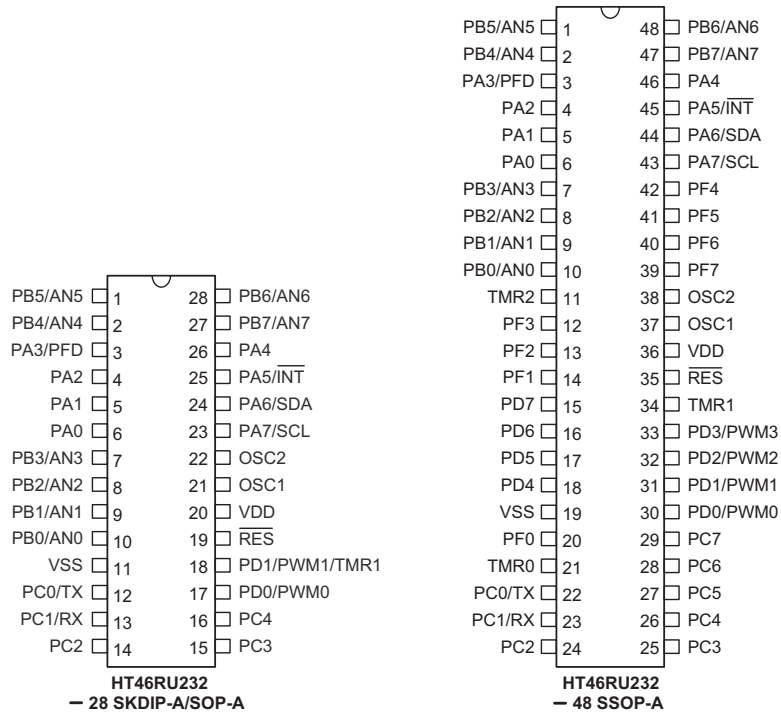 PB5/AN5 1 28 PB6/AN6
PB4/AN4 2 27 PB7/AN7
PA3/PFD 3 26 PA4
PA2 4 25 PA5/INT
PA1 5 24 PA6/SDA
PA0 6 23 PA7/SCL
PB3/AN3 7 22 OSC2
PB2/AN2 8 21 OSC1
PB1/AN1 9 20 VDD
PB0/AN0 10 19 RES
VSS 11 18 PD1/PWM1/TMR1
PC0/TX 12 17 PD0/PWM0
PC1/RX 13 16 PC4
PC2 14 15 PC3
HT46RU232
– 28 SKDIP-A/SOP-A
PB5/AN5 1 48 PB6/AN6
PB4/AN4 2 47 PB7/AN7
PA3/PFD 3 46 PA4
PA2 4 45 PA5/INT
PA1 5 44 PA6/SDA
PA0 6 43 PA7/SCL
PB3/AN3 7 42 PF4
PB2/AN2 8 41 PF5
PB1/AN1 9 40 PF6
PB0/AN0 10 39 PF7
TMR2 11 38 OSC2
PF3 12 37 OSC1
PF2 13 36 VDD
PF1 14 35 RES
PD7 15 34 TMR1
PD6 16 33 PD3/PWM3
PD5 17 32 PD2/PWM2
PD4 18 31 PD1/PWM1
VSS 19 30 PD0/PWM0
PF0 20 29 PC7
TMR0 21 28 PC6
PC0/TX 22 27 PC5
PC1/RX 23 26 PC4
PC2 24 25 PC3
HT46RU232
– 48 SSOP-A